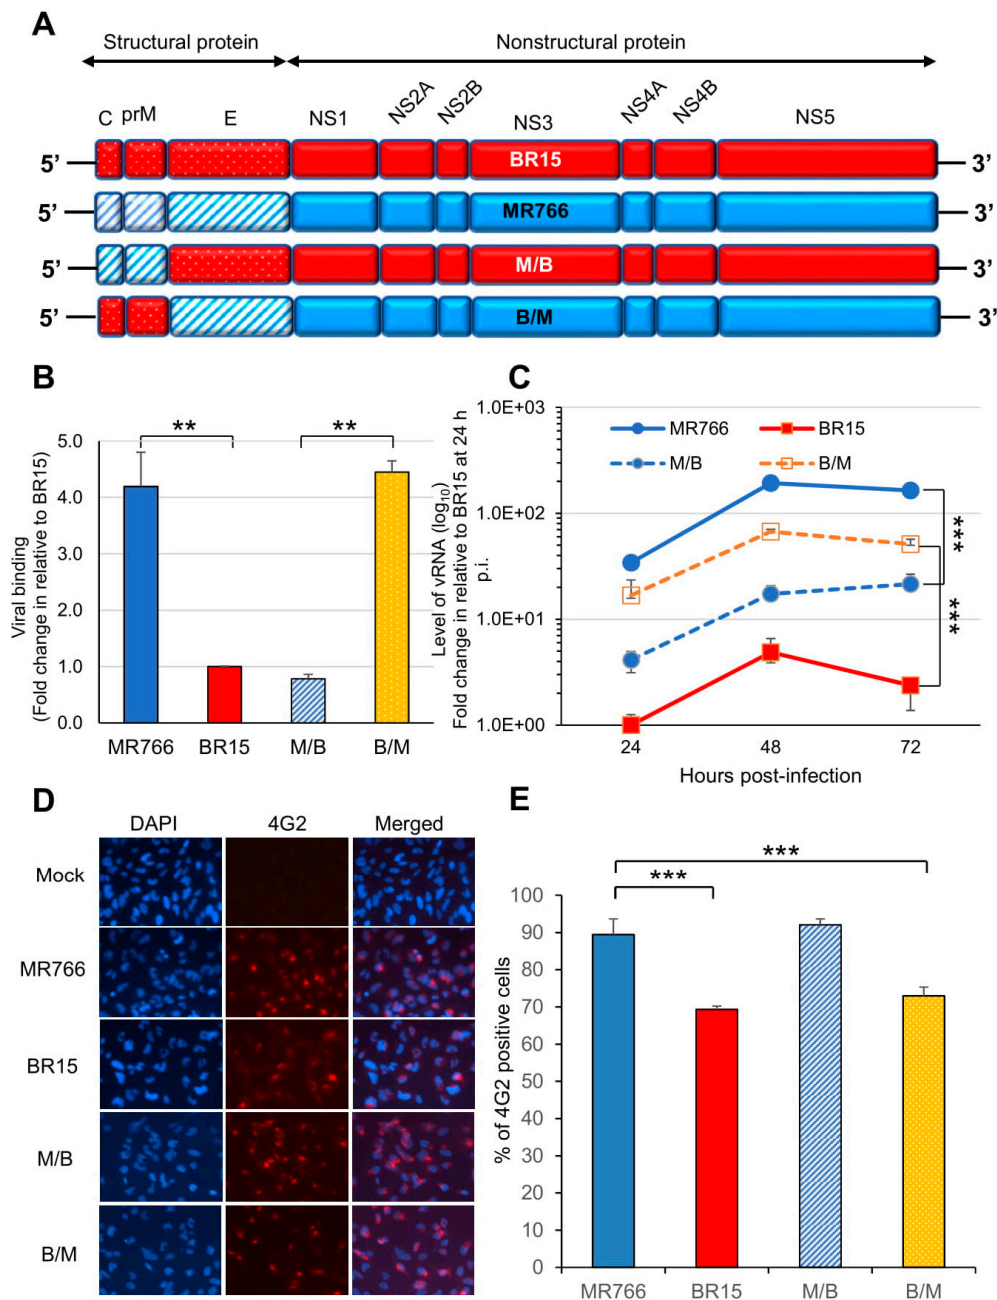 A
Structural protein
Nonstructural protein
C prM E NS1 NS2A NS2B NS3 NS4A NS4B NS5
5’ BR15 3’
5’ MR766 3’
5’ M/B 3’
5’ B/M 3’
B
Viral binding
(Fold change in relative to BR15)
5.0
4.0
3.0
2.0
1.0
0.0
**
**
MR766 BR15 M/B B/M
C
Level of vRNA (log10)
Fold change in relative to BR15 at 24 h
p.i.
1.0E+03
1.0E+02
1.0E+01
1.0E+00
MR766 BR15
M/B B/M
***
***
24 48 72
Hours post-infection
D
DAPI 4G2 Merged
Mock
MR766
BR15
M/B
B/M
E
% of 4G2 positive cells
100
90
80
70
60
50
40
30
20
10
0
***
***
MR766 BR15 M/B B/M